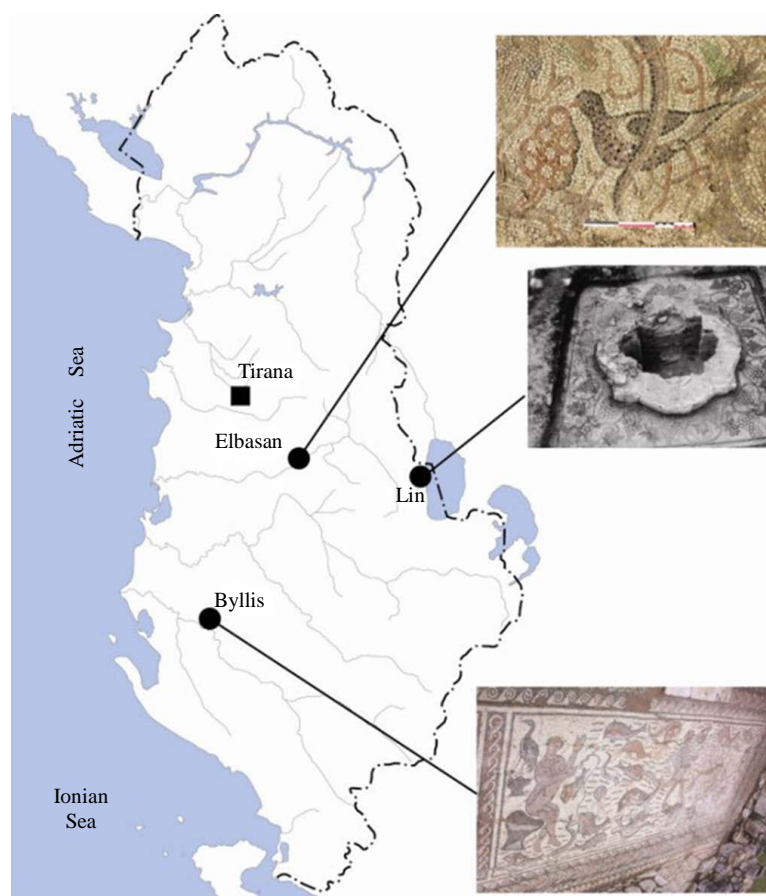 Tirana
Elbasan
Lin
Byllis
Adriatic Sea
Ionian
Sea